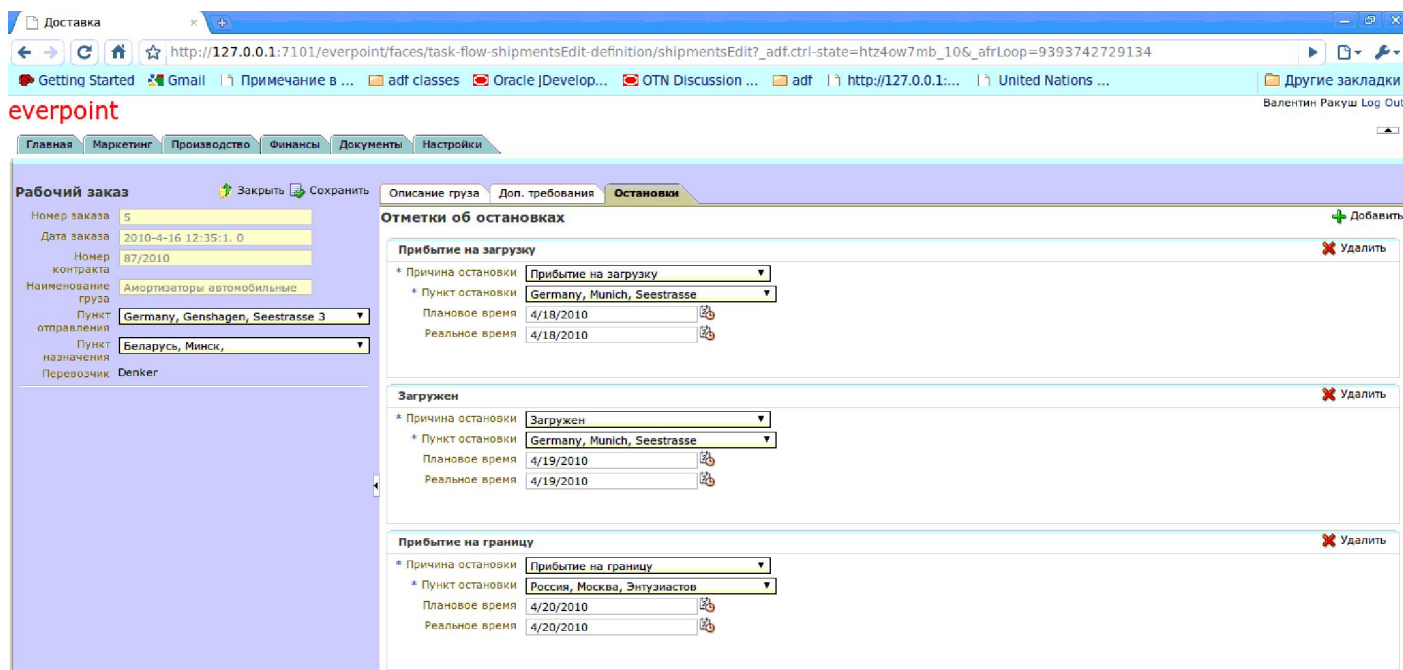 Доставка
http://127.0.0.1:7101/everpoint/faces/task-flow-shipmentsEdit-definition/shipmentsEdit?_adf.ctrl-state=htz4ow7mb_10&_afrLoop=9393742729134
Getting Started Gmail Примечание в ... adf classes Oracle JDevelop... OTN Discussion ... adf http://127.0.0.1:... United Nations ... Другие закладки
everpoint Валентин Ракуш Log Out
Главная Маркетинг Производство Финансы Документы Настройки
Рабочий заказ Закрыть Сохранить
Номер заказа 5
Дата заказа 2010-4-16 12:35:1. 0
Номер контракта 87/2010
Наименование груза Амортизаторы автомобильные
Пункт отправления Germany, Genshagen, Seestrasse 3
Пункт назначения Беларусь, Минск,
Перевозчик Denker
Описание груза Доп. требования Остановки
Отметки об остановках Добавить
Прибытие на загрузку Удалить
* Причина остановки Прибытие на загрузку
* Пункт остановки Germany, Munich, Seestrasse
Плановое время 4/18/2010
Реальное время 4/18/2010
Загружен Удалить
* Причина остановки Загружен
* Пункт остановки Germany, Munich, Seestrasse
Плановое время 4/19/2010
Реальное время 4/19/2010
Прибытие на границу Удалить
* Причина остановки Прибытие на границу
* Пункт остановки Россия, Москва, Энтузиастов
Плановое время 4/20/2010
Реальное время 4/20/2010